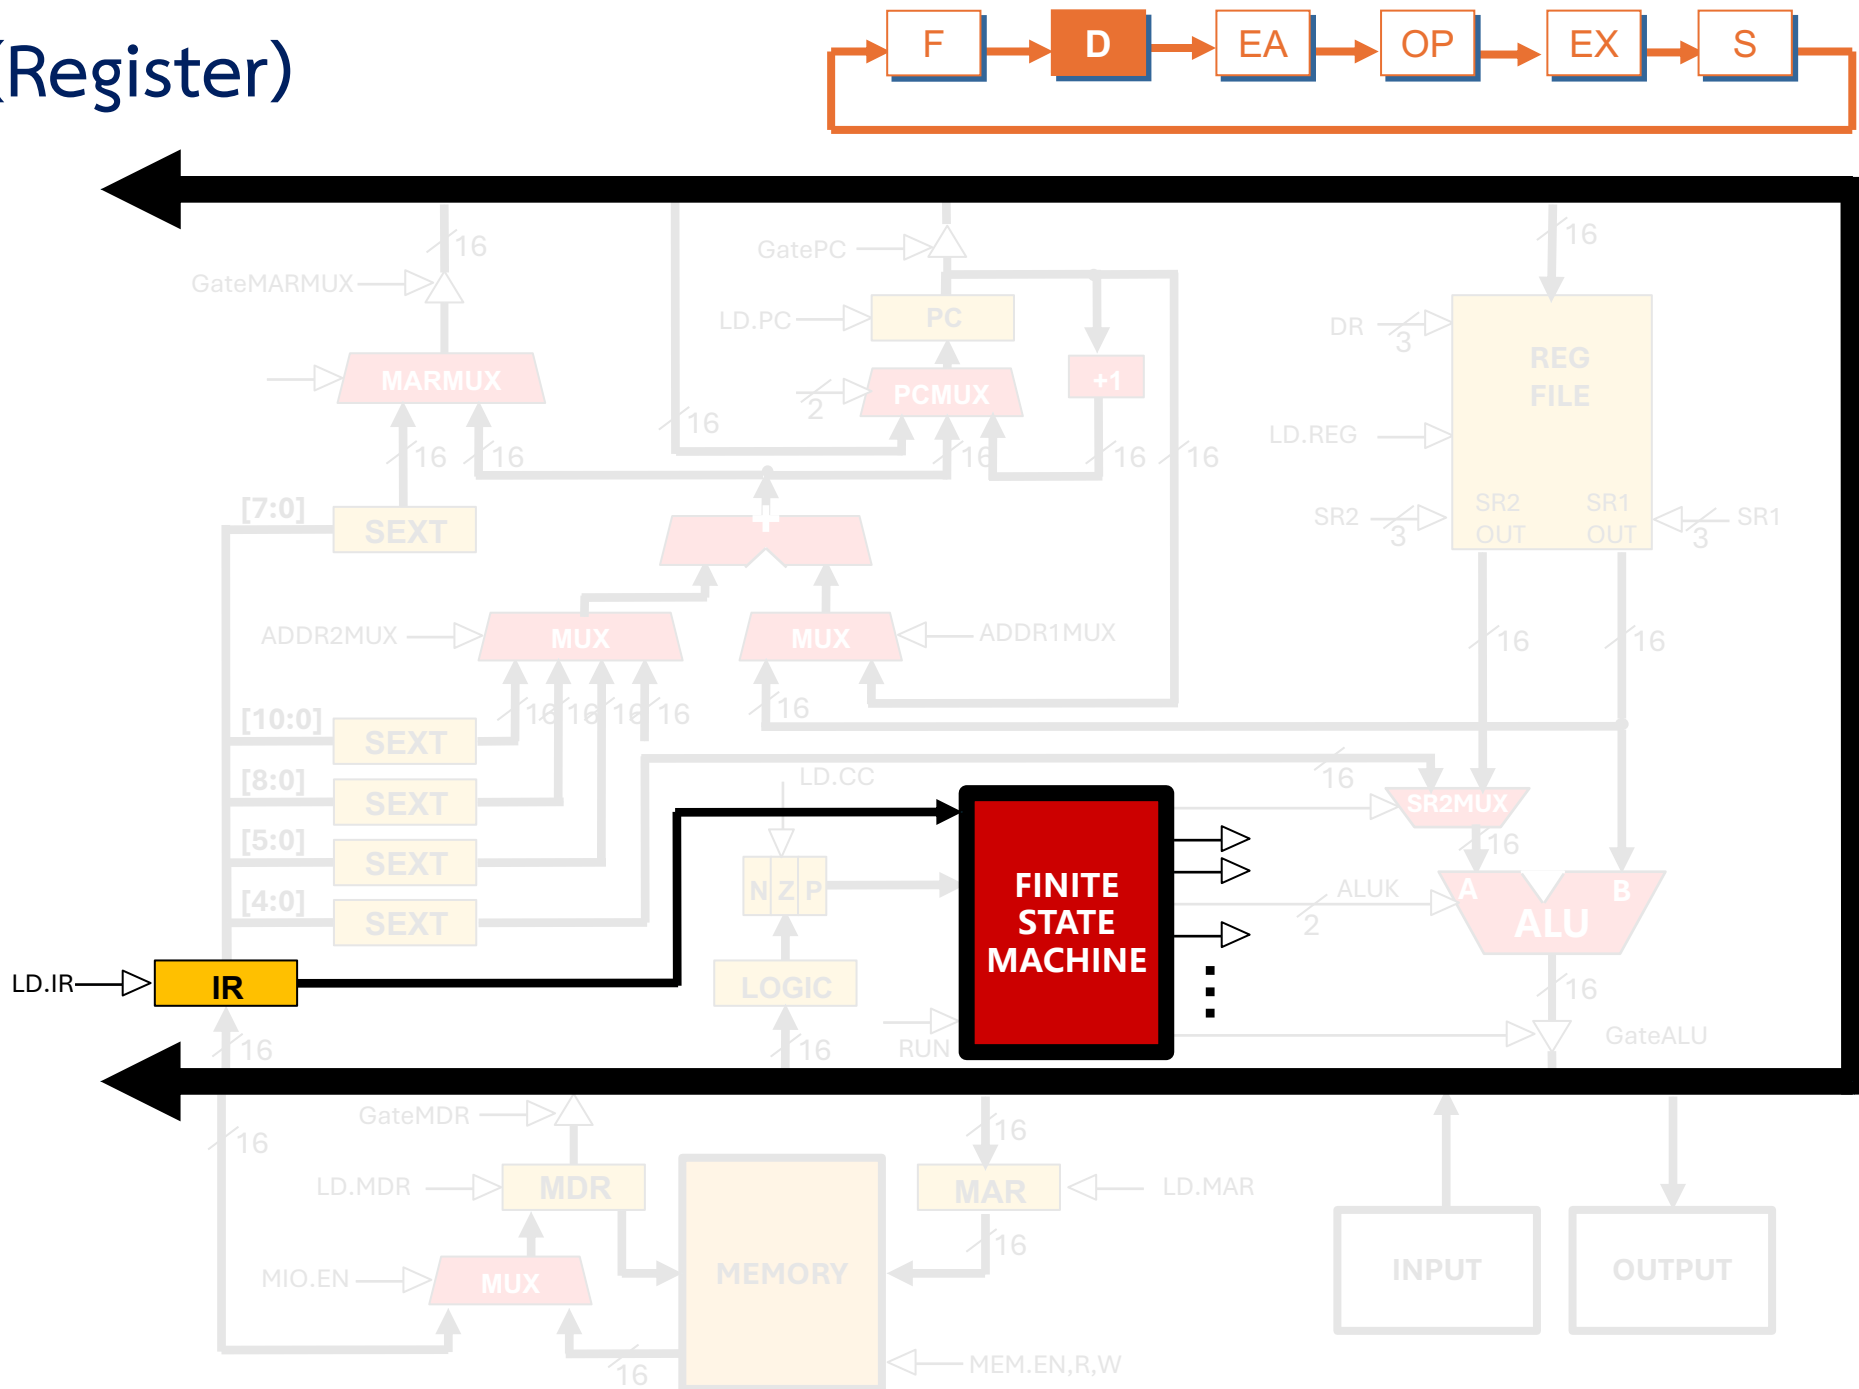 (Register)
F
D
EA
OP
EX
S
16
16
GatePC
GateMARMUX
LD.PC
PC
DR
3
REG
FILE
MARMUX
2
PCMUX
+1
16
LD.REG
16
16
16
16
16
[7:0]
SEXT
+
SR2
3
SR2
OUT
SR1
OUT
3
SR1
ADDR2MUX
MUX
MUX
ADDR1MUX
16
16
16
16
16
16
16
[10:0]
SEXT
[8:0]
SEXT
LD.CC
16
SR2MUX
[5:0]
SEXT
16
N Z P
FINITE
STATE
MACHINE
ALUK
2
A
B
ALU
[4:0]
SEXT
LD.IR
IR
LOGIC
16
16
16
RUN
GateALU
GateMDR
16
16
LD.MDR
MDR
MAR
LD.MAR
16
MIO.EN
MUX
MEMORY
INPUT
OUTPUT
16
MEM.EN,R,W